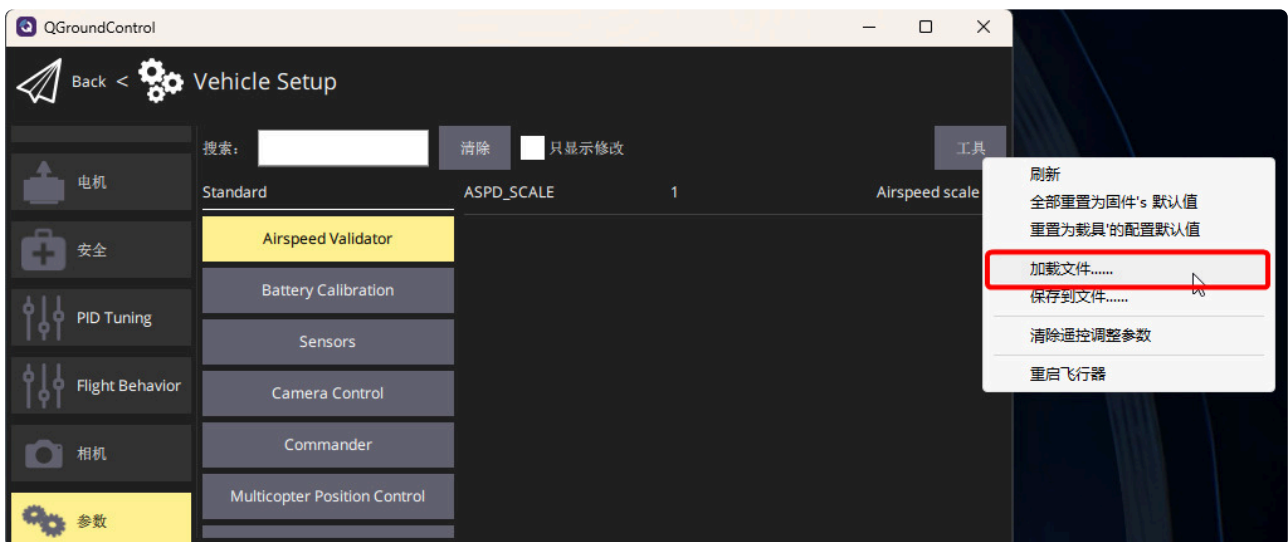 QGroundControl
Back < Vehicle Setup
搜索： 清除 只显示修改 工具
电机
安全
PID Tuning
Flight Behavior
相机
参数
Standard
Airspeed Validator
Battery Calibration
Sensors
Camera Control
Commander
Multicopter Position Control
ASPD_SCALE 1 Airspeed scale
刷新
全部重置为固件's 默认值
重置为载具'的配置默认值
加载文件......
保存到文件......
清除遥控调整参数
重启飞行器